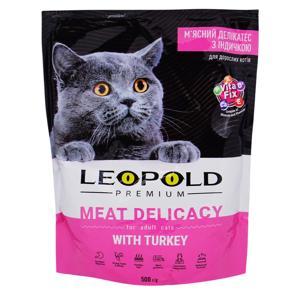 М'ЯСНИЙ ДЕЛІКАТЕС
З ІНДИЧКОЮ
для дорослих котів
Vita
Fix
LEOPOLD
PREMIUM
MEAT DELICACY
for adult cats
WITH TURKEY
500 г/g